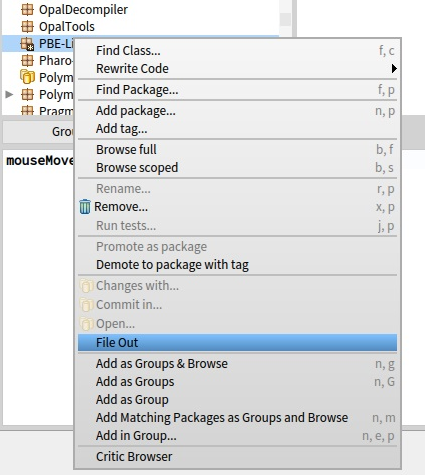 OpalDecompiler
OpalTools
PBE-Li
Pharo-
Polym
Polym
Pragm
Grou
mouseMove
Find Class... f, c
Rewrite Code
Find Package... f, p
Add package... n, p
Add tag...
Browse full b, f
Browse scoped b, s
Rename... r, p
Remove... x, p
Run tests... j, p
Promote as package
Demote to package with tag
Changes with...
Commit in...
Open...
File Out
Add as Groups & Browse n, g
Add as Groups n, G
Add as Group
Add Matching Packages as Groups and Browse n, m
Add in Group... n, e, p
Critic Browser